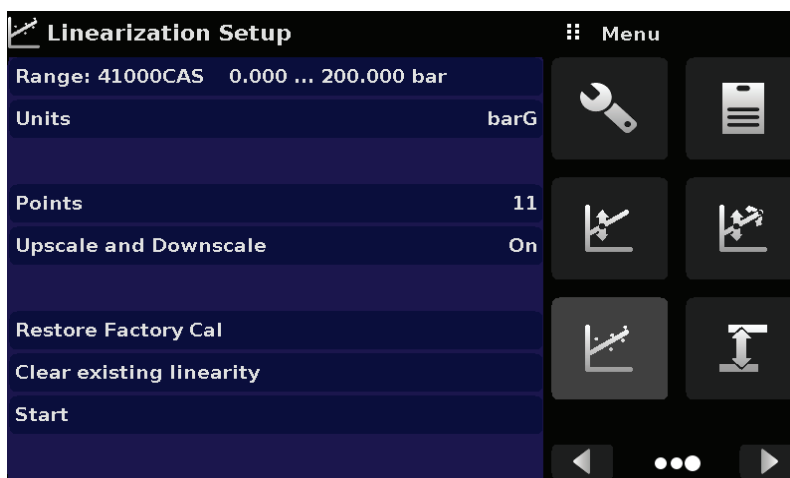 Linearization Setup
Menu
Range: 41000CAS 0.000 ... 200.000 bar
Units barG
Points 11
Upscale and Downscale On
Restore Factory Cal
Clear existing linearity
Start